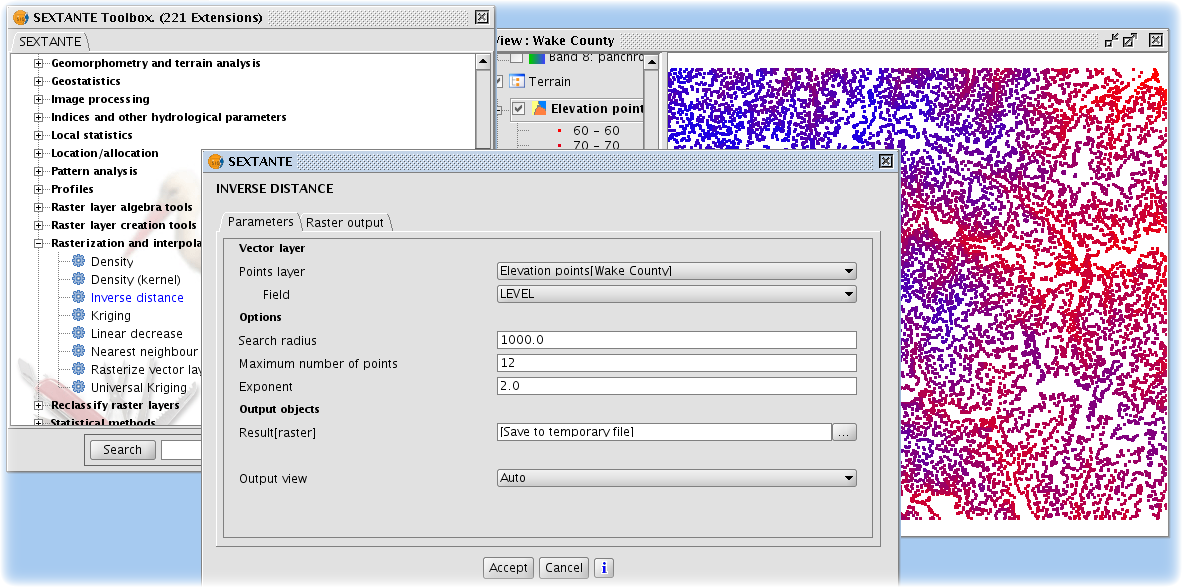 SEXTANTE Toolbox. (221 Extensions)
SEXTANTE
Geomorphometry and terrain analysis
Geostatistics
Image processing
Indices and other hydrological parameters
Local statistics
Location/allocation
Pattern analysis
Profiles
Raster layer algebra tools
Raster layer creation tools
Rasterization and interpola
Density
Density (kernel)
Inverse distance
Kriging
Linear decrease
Nearest neighbour
Rasterize vector lay
Universal Kriging
Reclassify raster layers
Statistical methods
Search
View : Wake County
Band 8: panchro
Terrain
Elevation point
60 – 60
70 – 70
SEXTANTE
INVERSE DISTANCE
Parameters
Raster output
Vector layer
Points layer
Elevation points[Wake County]
Field
LEVEL
Options
Search radius
1000.0
Maximum number of points
12
Exponent
2.0
Output objects
Result[raster]
[Save to temporary file]
...
Output view
Auto
Accept
Cancel
i